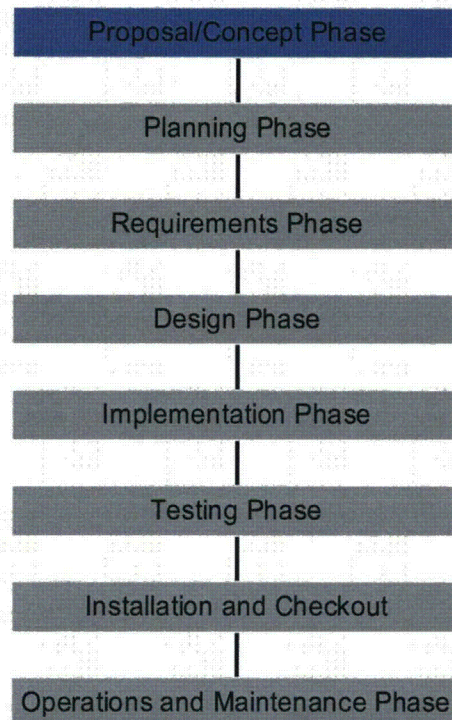 Proposal/Concept Phase
Planning Phase
Requirements Phase
Design Phase
Implementation Phase
Testing Phase
Installation and Checkout
Operations and Maintenance Phase